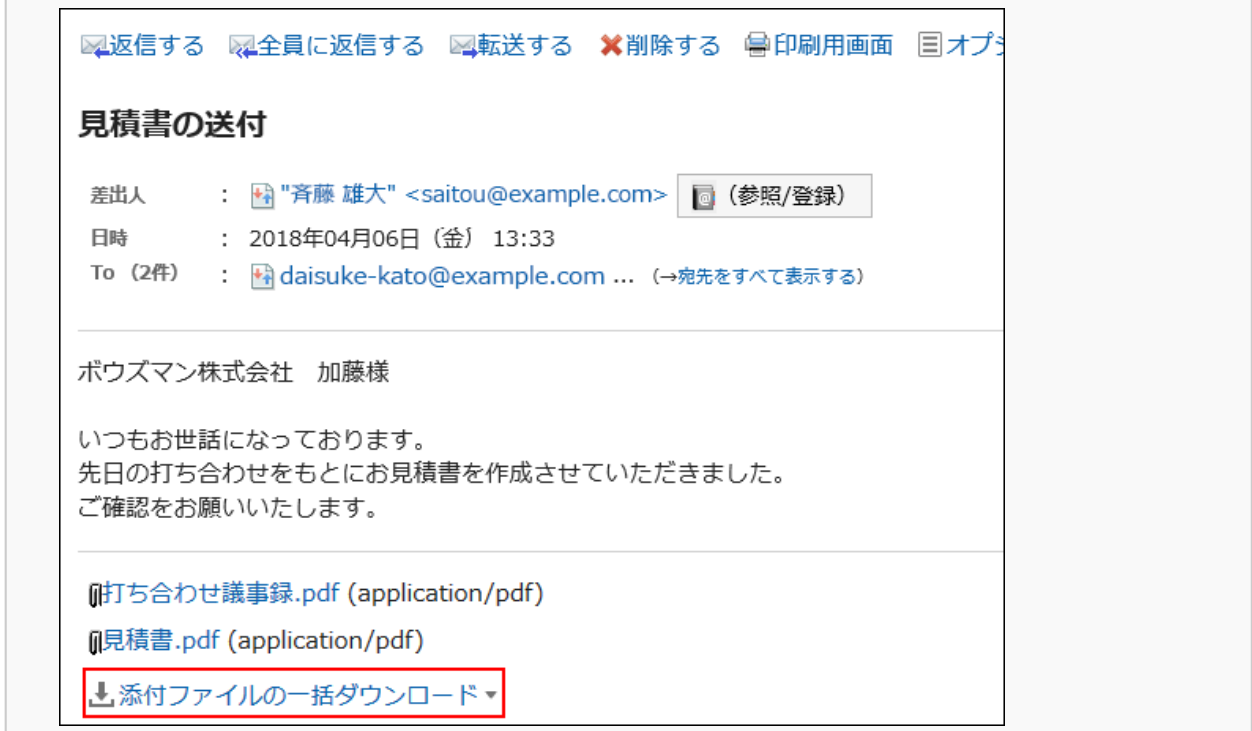 返信する 全員に返信する 転送する 削除する 印刷用画面 オプシ
見積書の送付
差出人 : "斉藤 雄大" <saitou@example.com> (参照/登録)
日時 : 2018年04月06日（金） 13:33
To（2件） : daisuke-kato@example.com ... （→宛先をすべて表示する）
ボウズマン株式会社　加藤様
いつもお世話になっております。
先日の打ち合わせをもとにお見積書を作成させていただきました。
ご確認をお願いいたします。
打ち合わせ議事録.pdf (application/pdf)
見積書.pdf (application/pdf)
添付ファイルの一括ダウンロード